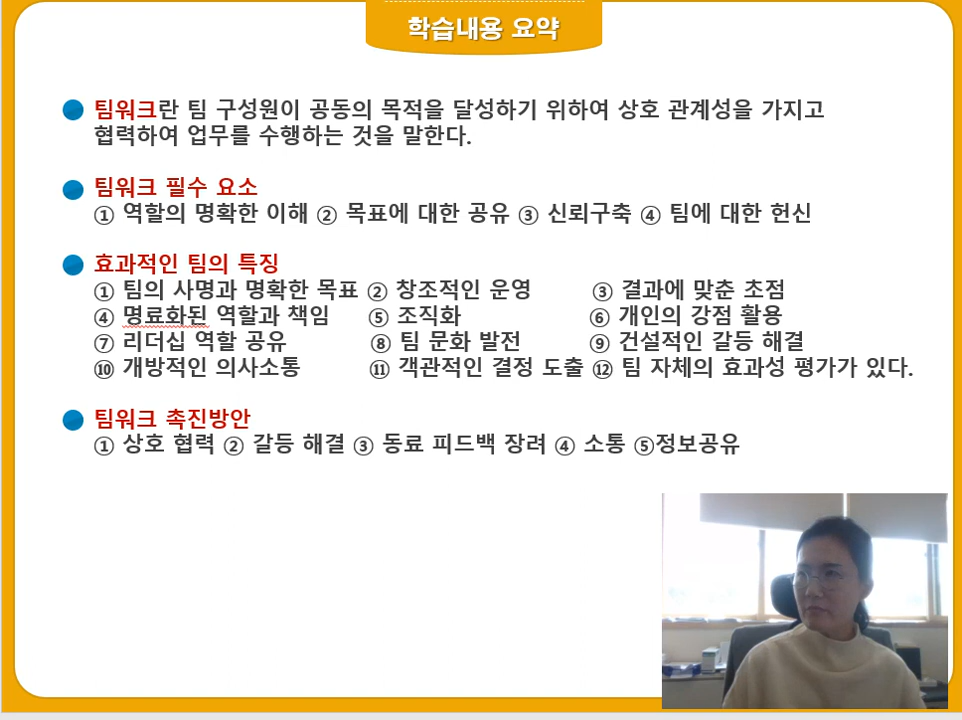 학습내용 요약
팀워크란 팀 구성원이 공동의 목적을 달성하기 위하여 상호 관계성을 가지고
협력하여 업무를 수행하는 것을 말한다.
팀워크 필수 요소
① 역할의 명확한 이해 ② 목표에 대한 공유 ③ 신뢰구축 ④ 팀에 대한 헌신
효과적인 팀의 특징
① 팀의 사명과 명확한 목표 ② 창조적인 운영 ③ 결과에 맞춘 초점
④ 명료화된 역할과 책임 ⑤ 조직화 ⑥ 개인의 강점 활용
⑦ 리더십 역할 공유 ⑧ 팀 문화 발전 ⑨ 건설적인 갈등 해결
⑩ 개방적인 의사소통 ⑪ 객관적인 결정 도출 ⑫ 팀 자체의 효과성 평가가 있다.
팀워크 촉진방안
① 상호 협력 ② 갈등 해결 ③ 동료 피드백 장려 ④ 소통 ⑤정보공유